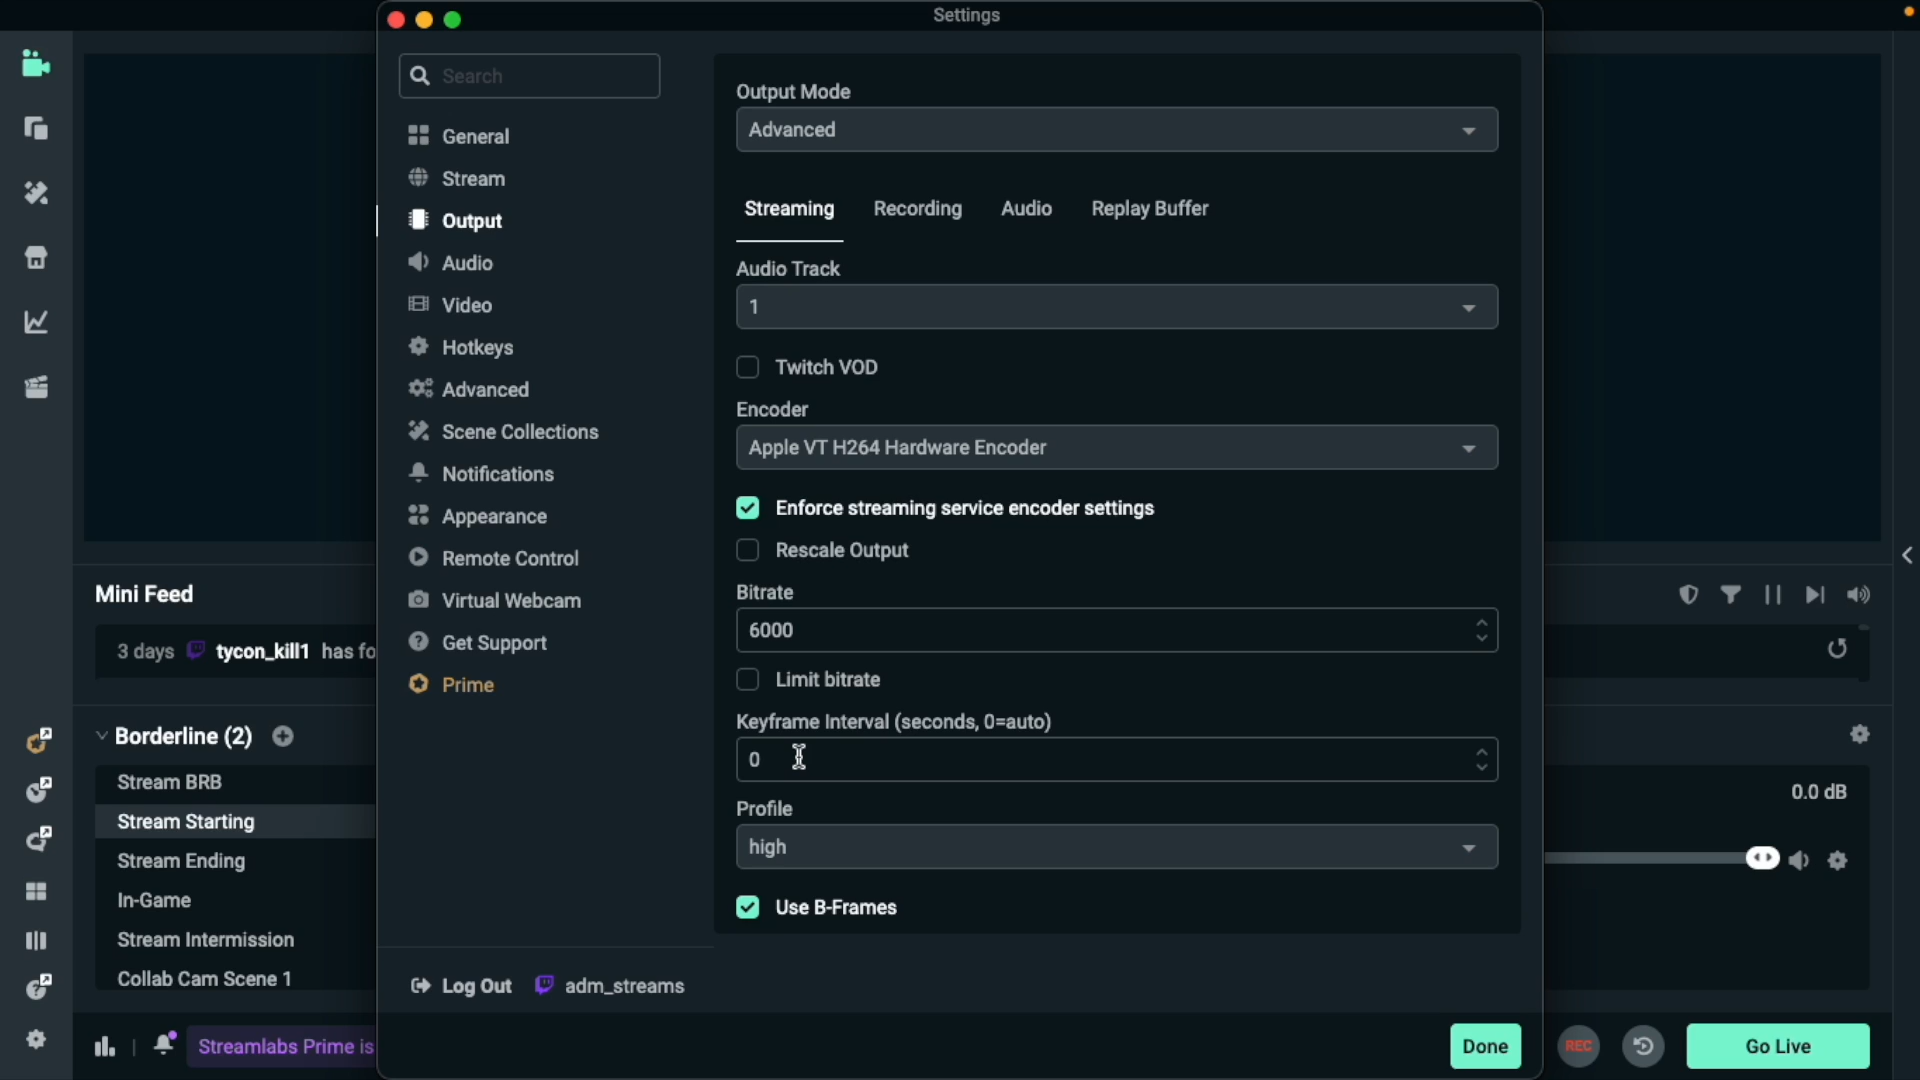 Settings
Search
General
Stream
Output
Audio
Video
Hotkeys
Advanced
Scene Collections
Notifications
Appearance
Remote Control
Virtual Webcam
Get Support
Prime
Log Out adm_streams
Output Mode
Advanced
Streaming Recording Audio Replay Buffer
Audio Track
1
Twitch VOD
Encoder
Apple VT H264 Hardware Encoder
Enforce streaming service encoder settings
Rescale Output
Bitrate
6000
Limit bitrate
Keyframe Interval (seconds, 0=auto)
0
Profile
high
Use B-Frames
Done
Mini Feed
3 days tycon_kill1 has fo
Borderline (2)
Stream BRB
Stream Starting
Stream Ending
In-Game
Stream Intermission
Collab Cam Scene 1
Streamlabs Prime is
0.0 dB
REC
Go Live